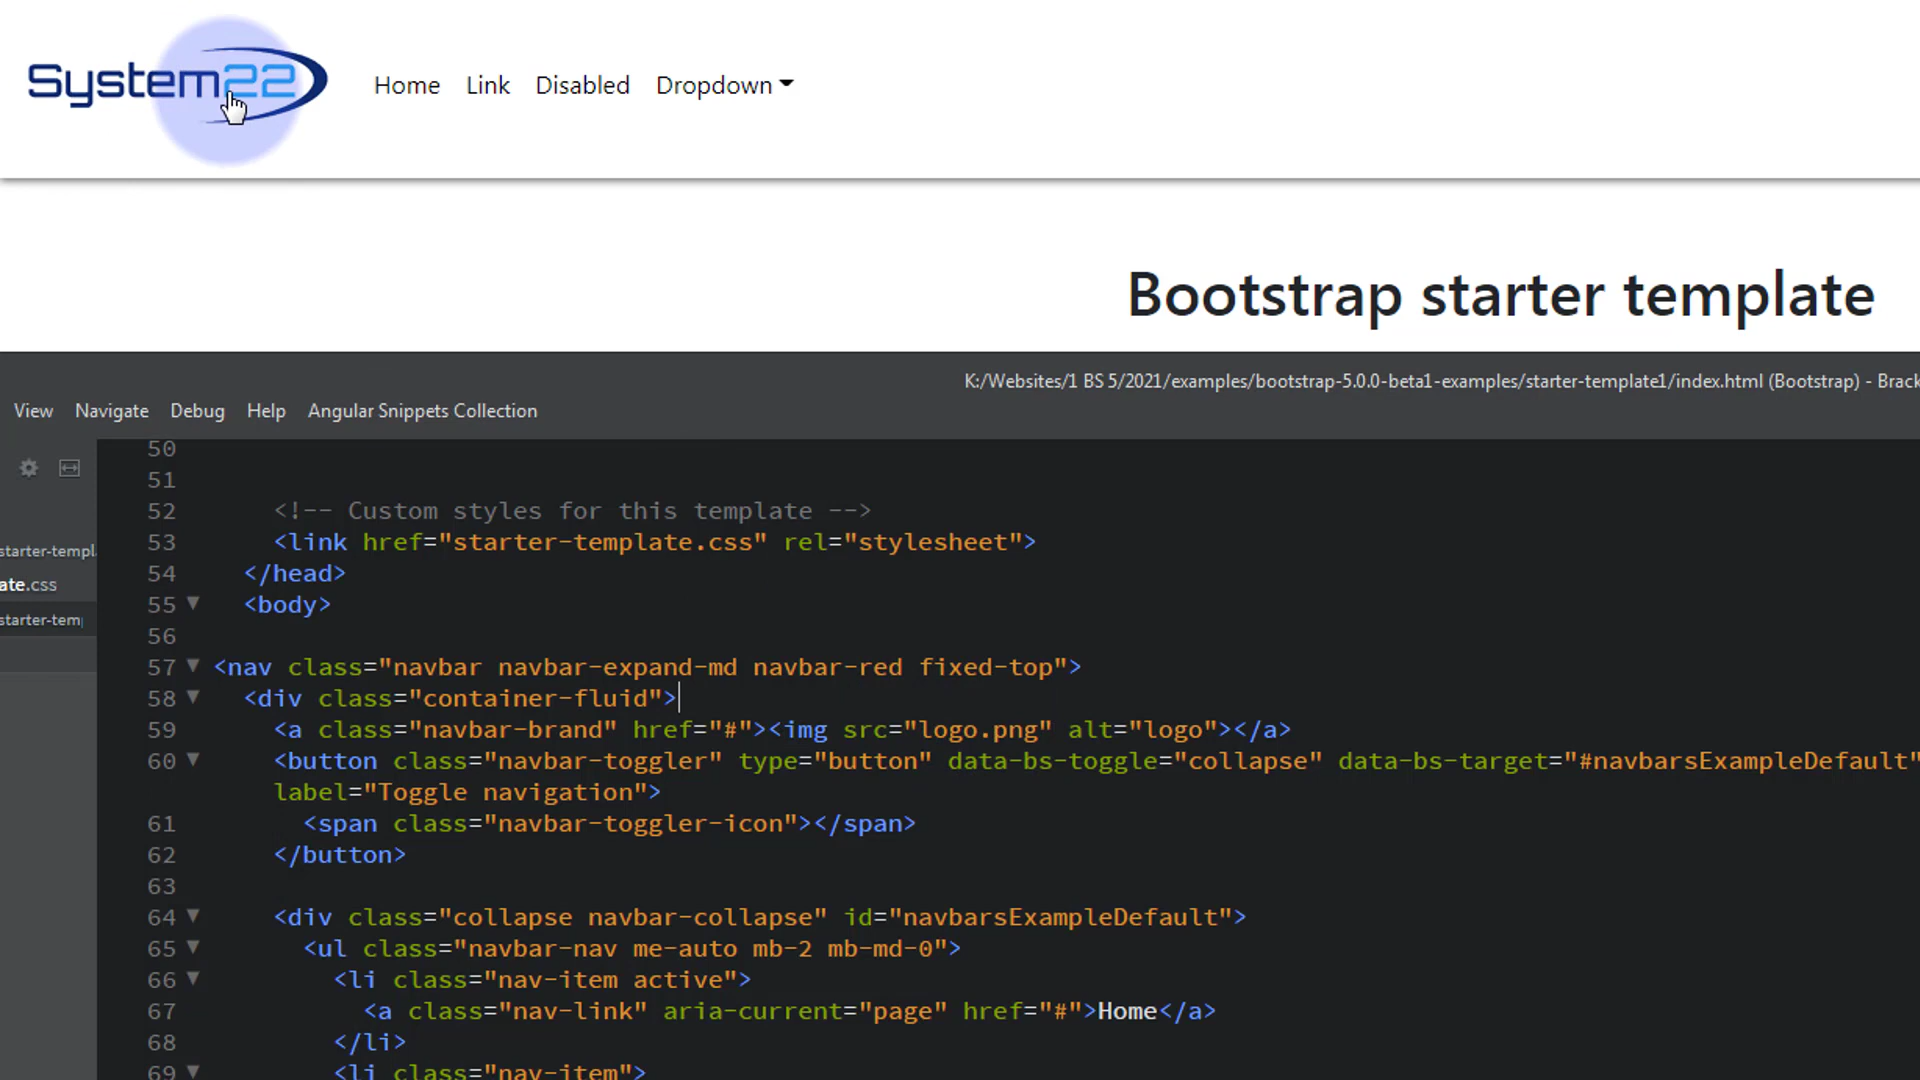 System22
Home Link Disabled Dropdown
Bootstrap starter template
K:/Websites/1 BS 5/2021/examples/bootstrap-5.0.0-beta1-examples/starter-template1/index.html (Bootstrap) - Brack
View Navigate Debug Help Angular Snippets Collection
50
51
52 <!-- Custom styles for this template -->
starter-templ
53 <link href="starter-template.css" rel="stylesheet">
54 </head>
ate.css
55 <body>
starter-tem
56
57 <nav class="navbar navbar-expand-md navbar-red fixed-top">
58 <div class="container-fluid">
59 <a class="navbar-brand" href="#"><img src="logo.png" alt="logo"></a>
60 <button class="navbar-toggler" type="button" data-bs-toggle="collapse" data-bs-target="#navbarsExampleDefault"
label="Toggle navigation">
61 <span class="navbar-toggler-icon"></span>
62 </button>
63
64 <div class="collapse navbar-collapse" id="navbarsExampleDefault">
65 <ul class="navbar-nav me-auto mb-2 mb-md-0">
66 <li class="nav-item active">
67 <a class="nav-link" aria-current="page" href="#">Home</a>
68 </li>
69 <li class="nav-item">